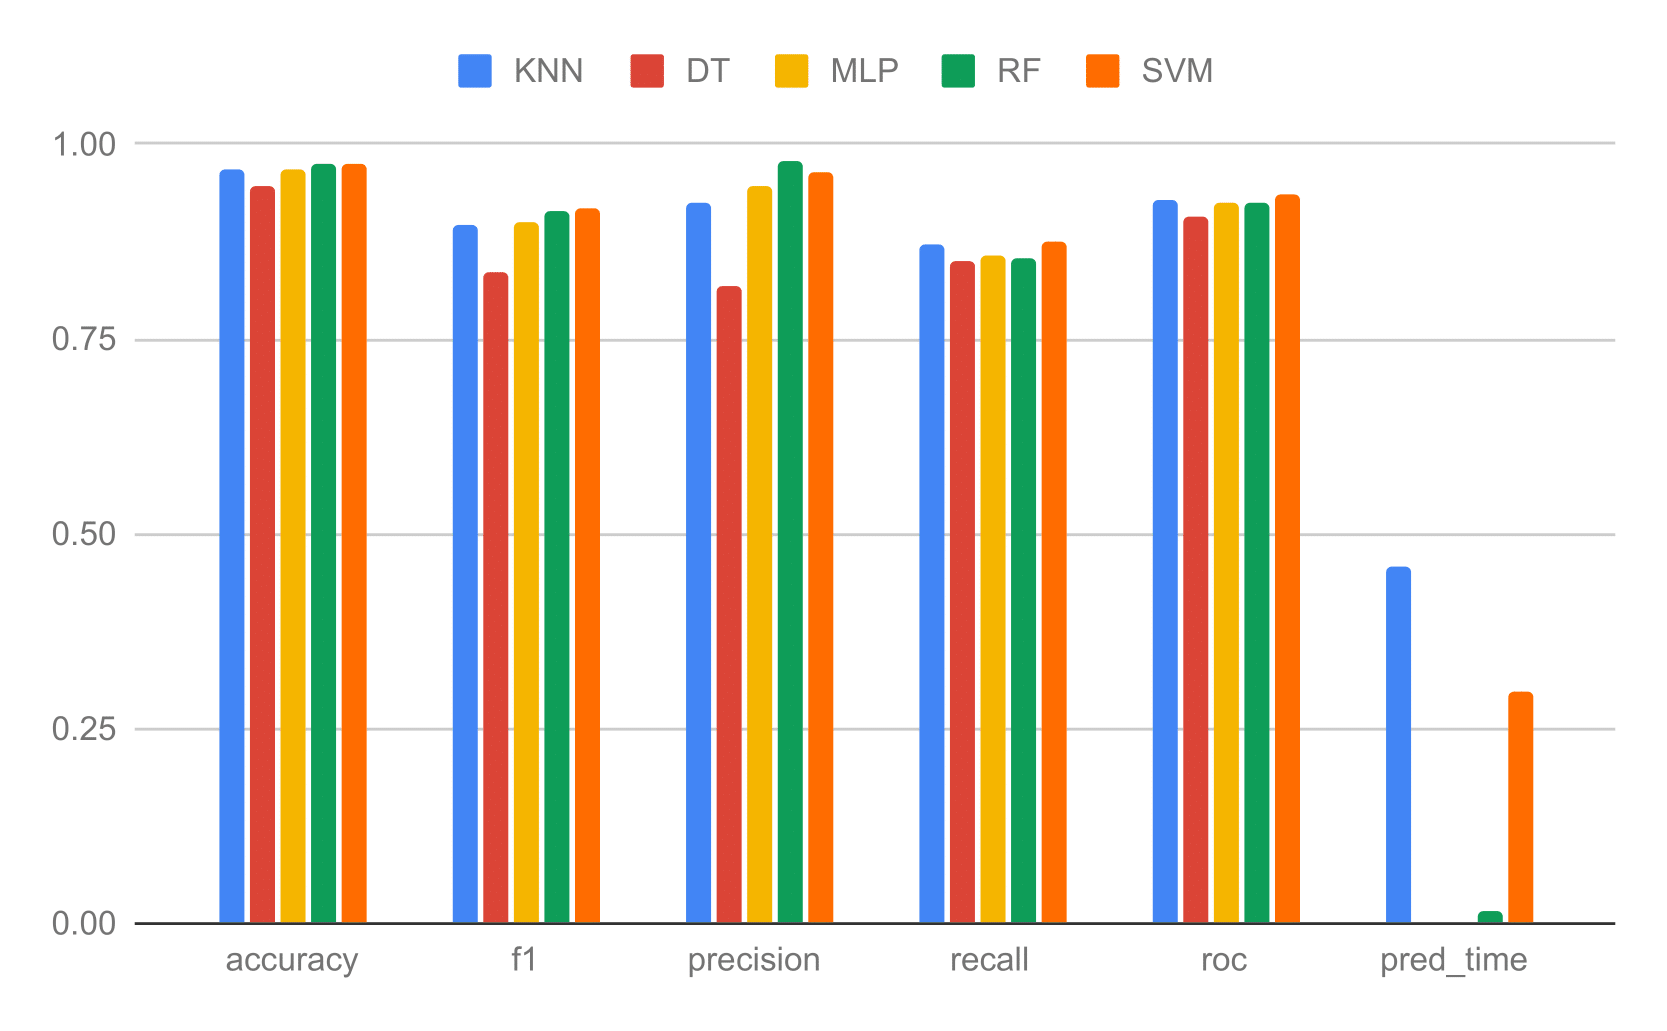 KNN DT MLP RF SVM
1.00
0.75
0.50
0.25
0.00
accuracy f1 precision recall roc pred_time